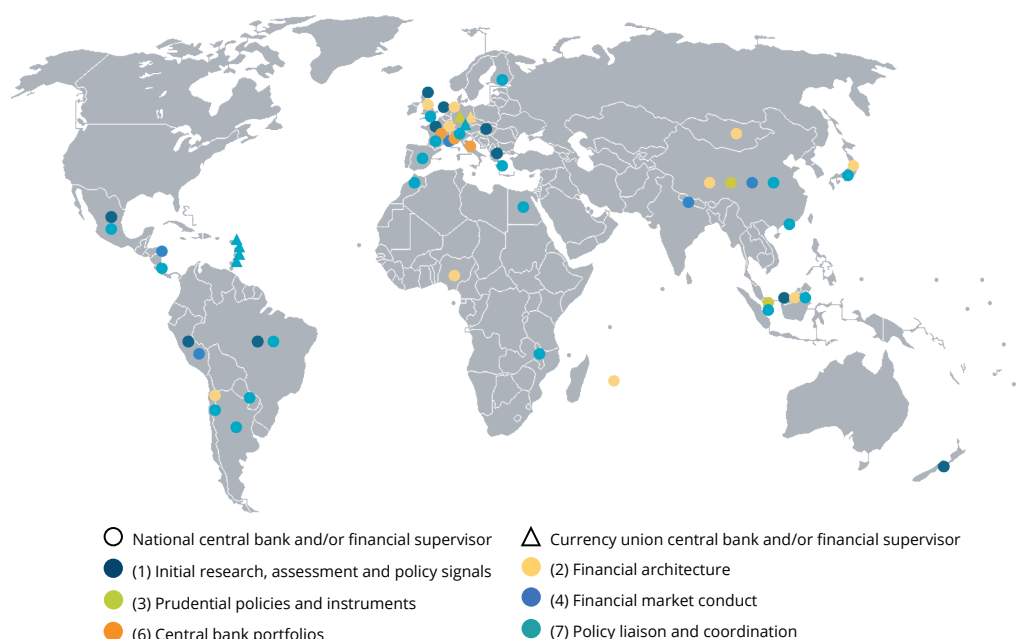 National central bank and/or financial supervisor
Currency union central bank and/or financial supervisor
(1) Initial research, assessment and policy signals
(2) Financial architecture
(3) Prudential policies and instruments
(4) Financial market conduct
(6) Central bank portfolios
(7) Policy liaison and coordination